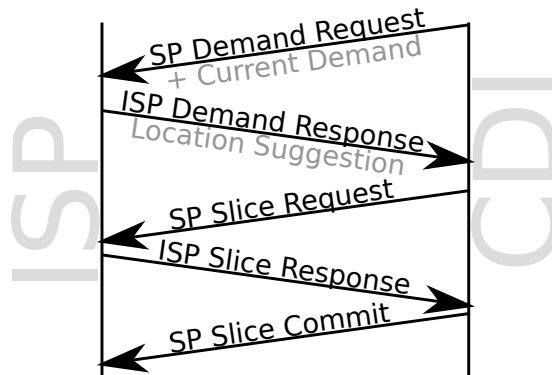 SP Demand Request
+ Current Demand
ISP Demand Response
Location Suggestion
SP Slice Request
ISP Slice Response
SP Slice Commit
ISP
CDI